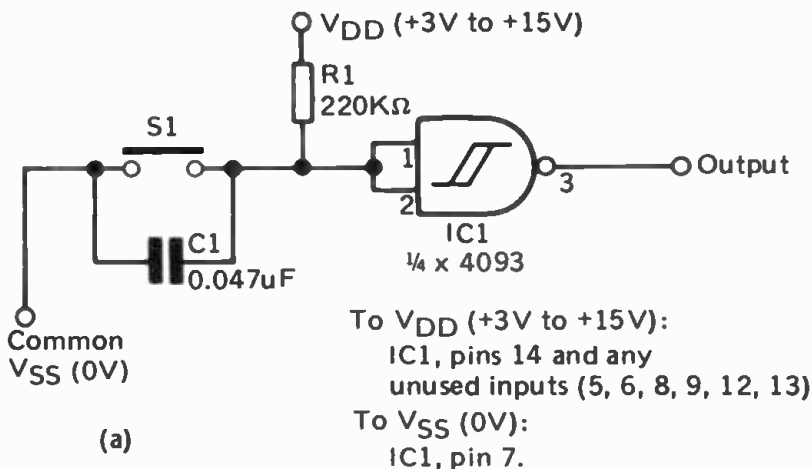 V_DD (+3V to +15V)
R1
220KΩ
S1
1
2
3
Output
C1
0.047uF
IC1
¼ x 4093
Common
V_SS (0V)
To V_DD (+3V to +15V):
IC1, pins 14 and any
unused inputs (5, 6, 8, 9, 12, 13)
To V_SS (0V):
IC1, pin 7.
(a)